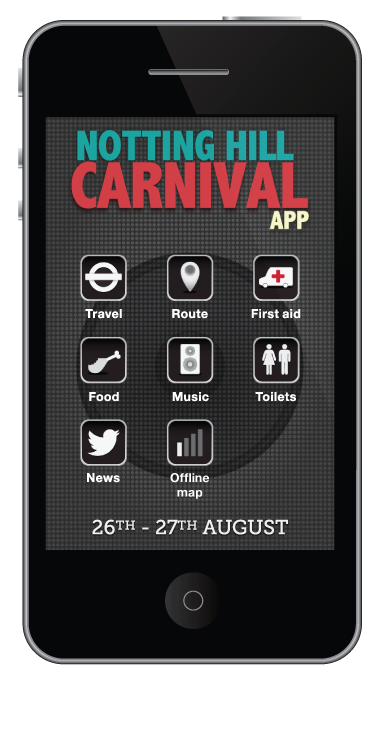 NOTTING HILL
CARNIVAL
APP
Travel
Route
First aid
Food
Music
Toilets
News
Offline
map
26TH - 27TH AUGUST